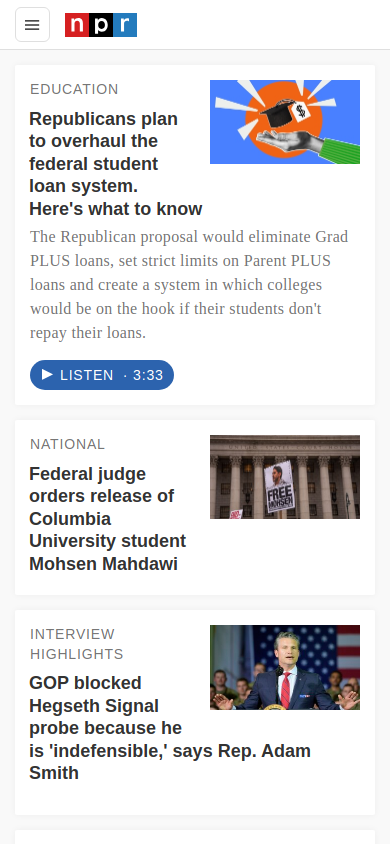 npr
EDUCATION
Republicans plan
to overhaul the
federal student
loan system.
Here's what to know
$
The Republican proposal would eliminate Grad
PLUS loans, set strict limits on Parent PLUS
loans and create a system in which colleges
would be on the hook if their students don't
repay their loans.
LISTEN · 3:33
NATIONAL
Federal judge
orders release of
Columbia
University student
Mohsen Mahdawi
FREE
MOHSEN
INTERVIEW
HIGHLIGHTS
GOP blocked
Hegseth Signal
probe because he
is 'indefensible,' says Rep. Adam
Smith